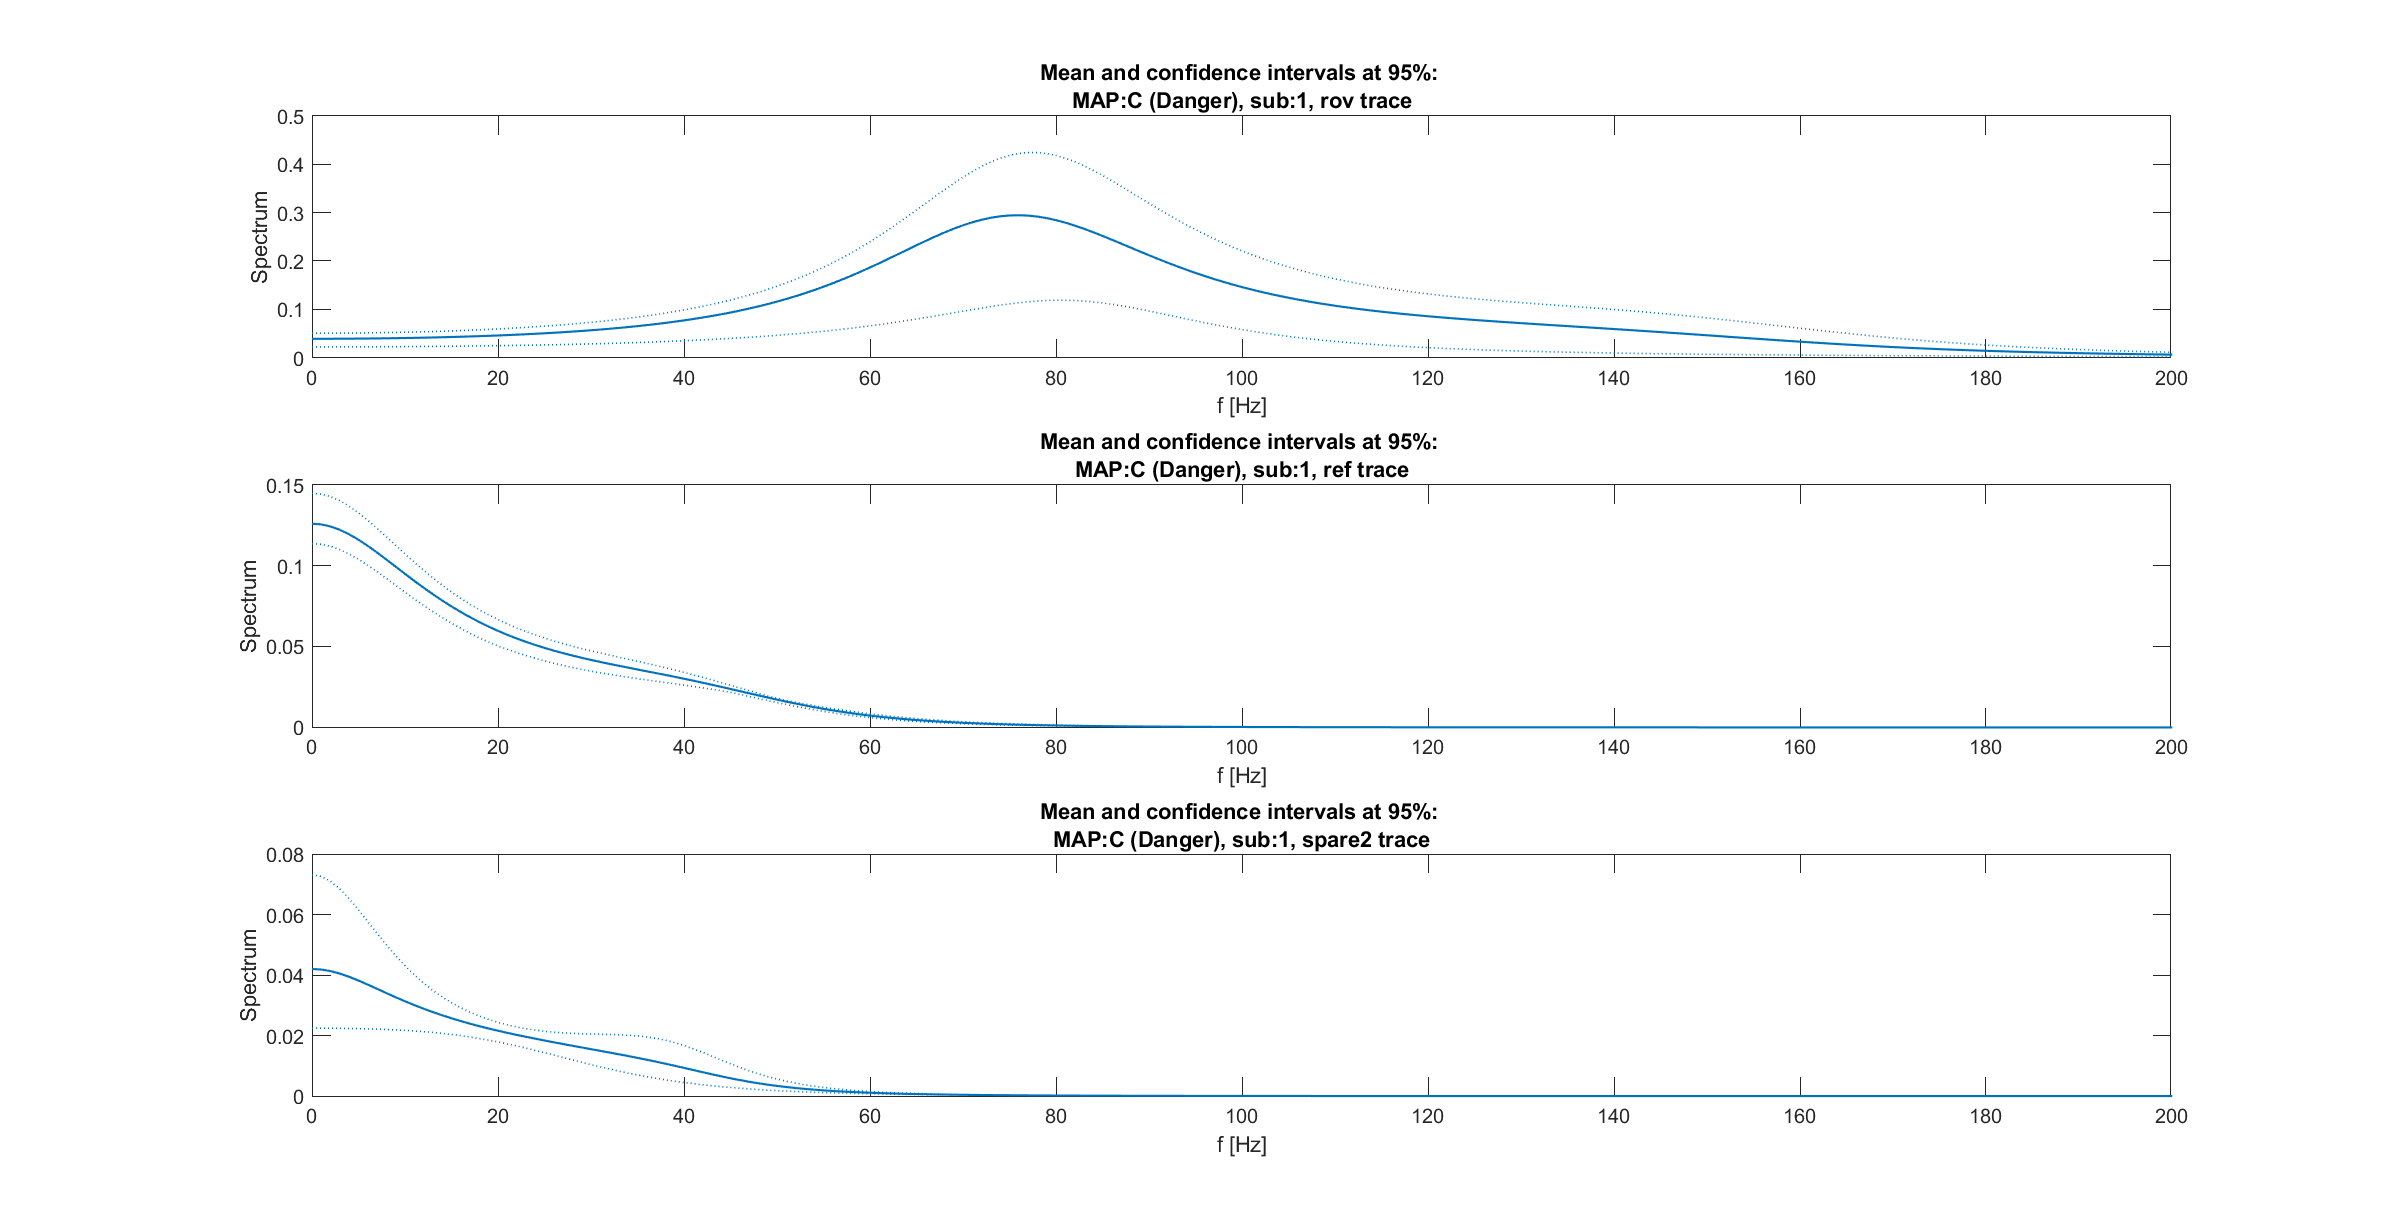 Mean and confidence intervals at 95%:
MAP:C (Danger), sub:1, rov trace
0.5
0.4
0.3
0.2
0.1
0
Spectrum
0 20 40 60 80 100 120 140 160 180 200
f [Hz]
Mean and confidence intervals at 95%:
MAP:C (Danger), sub:1, ref trace
0.15
0.1
0.05
0
Spectrum
0 20 40 60 80 100 120 140 160 180 200
f [Hz]
Mean and confidence intervals at 95%:
MAP:C (Danger), sub:1, spare2 trace
0.08
0.06
0.04
0.02
0
Spectrum
0 20 40 60 80 100 120 140 160 180 200
f [Hz]